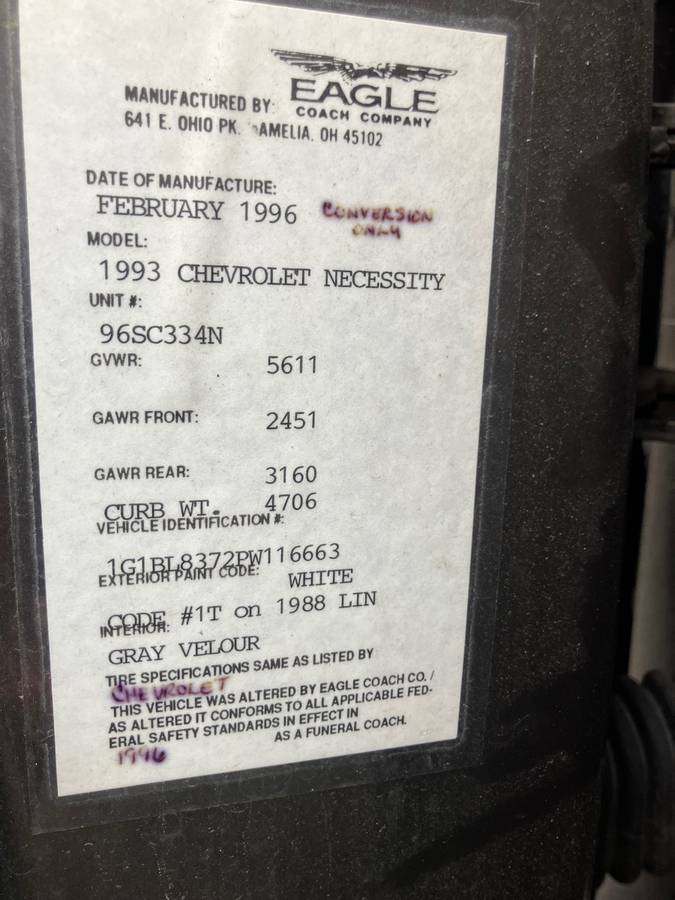 EAGLE
COACH COMPANY
MANUFACTURED BY:
641 E. OHIO PK. AMELIA, OH 45102
DATE OF MANUFACTURE:
FEBRUARY 1996 CONVERSION
ONLY
MODEL:
1993 CHEVROLET NECESSITY
UNIT #:
96SC334N
GVWR: 5611
GAWR FRONT: 2451
GAWR REAR: 3160
CURB WT. 4706
VEHICLE IDENTIFICATION #:
1G1BL8372PW116663
EXTERIOR PAINT CODE: WHITE
CODE #1T on 1988 LIN
INTERIOR:
GRAY VELOUR
TIRE SPECIFICATIONS SAME AS LISTED BY
CHEVROLET
THIS VEHICLE WAS ALTERED BY EAGLE COACH CO. /
AS ALTERED IT CONFORMS TO ALL APPLICABLE FED-
ERAL SAFETY STANDARDS IN EFFECT IN
1996 AS A FUNERAL COACH.